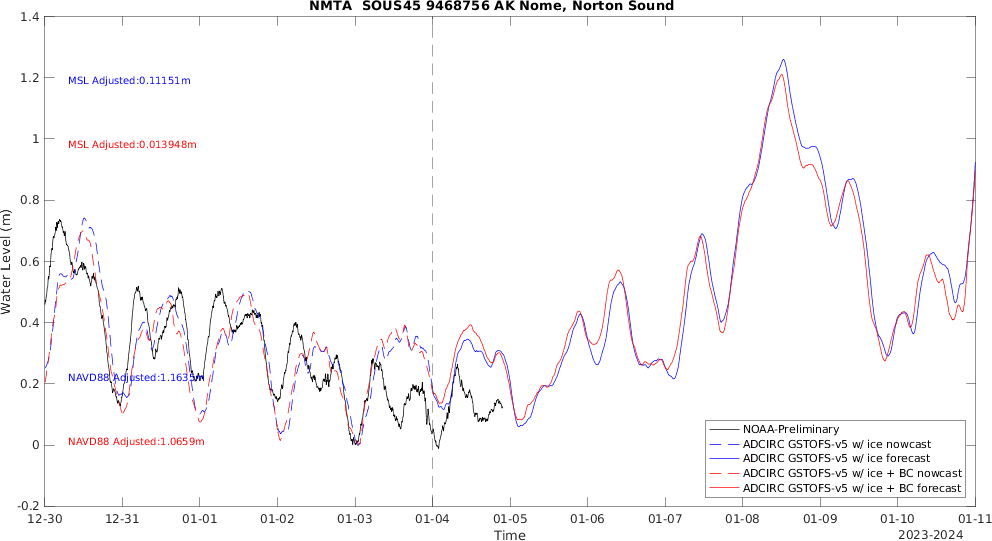 NMTA SOUS45 9468756 AK Nome, Norton Sound
1.4
1.2
1
0.8
0.6
0.4
0.2
0
-0.2
Water Level (m)
MSL Adjusted:0.11151m
MSL Adjusted:0.013948m
NAVD88 Adjusted:1.1635m
NAVD88 Adjusted:1.0659m
NOAA-Preliminary
ADCIRC GSTOFS-v5 w/ ice nowcast
ADCIRC GSTOFS-v5 w/ ice forecast
ADCIRC GSTOFS-v5 w/ ice + BC nowcast
ADCIRC GSTOFS-v5 w/ ice + BC forecast
12-30 12-31 01-01 01-02 01-03 01-04 01-05 01-06 01-07 01-08 01-09 01-10 01-11
Time
2023-2024